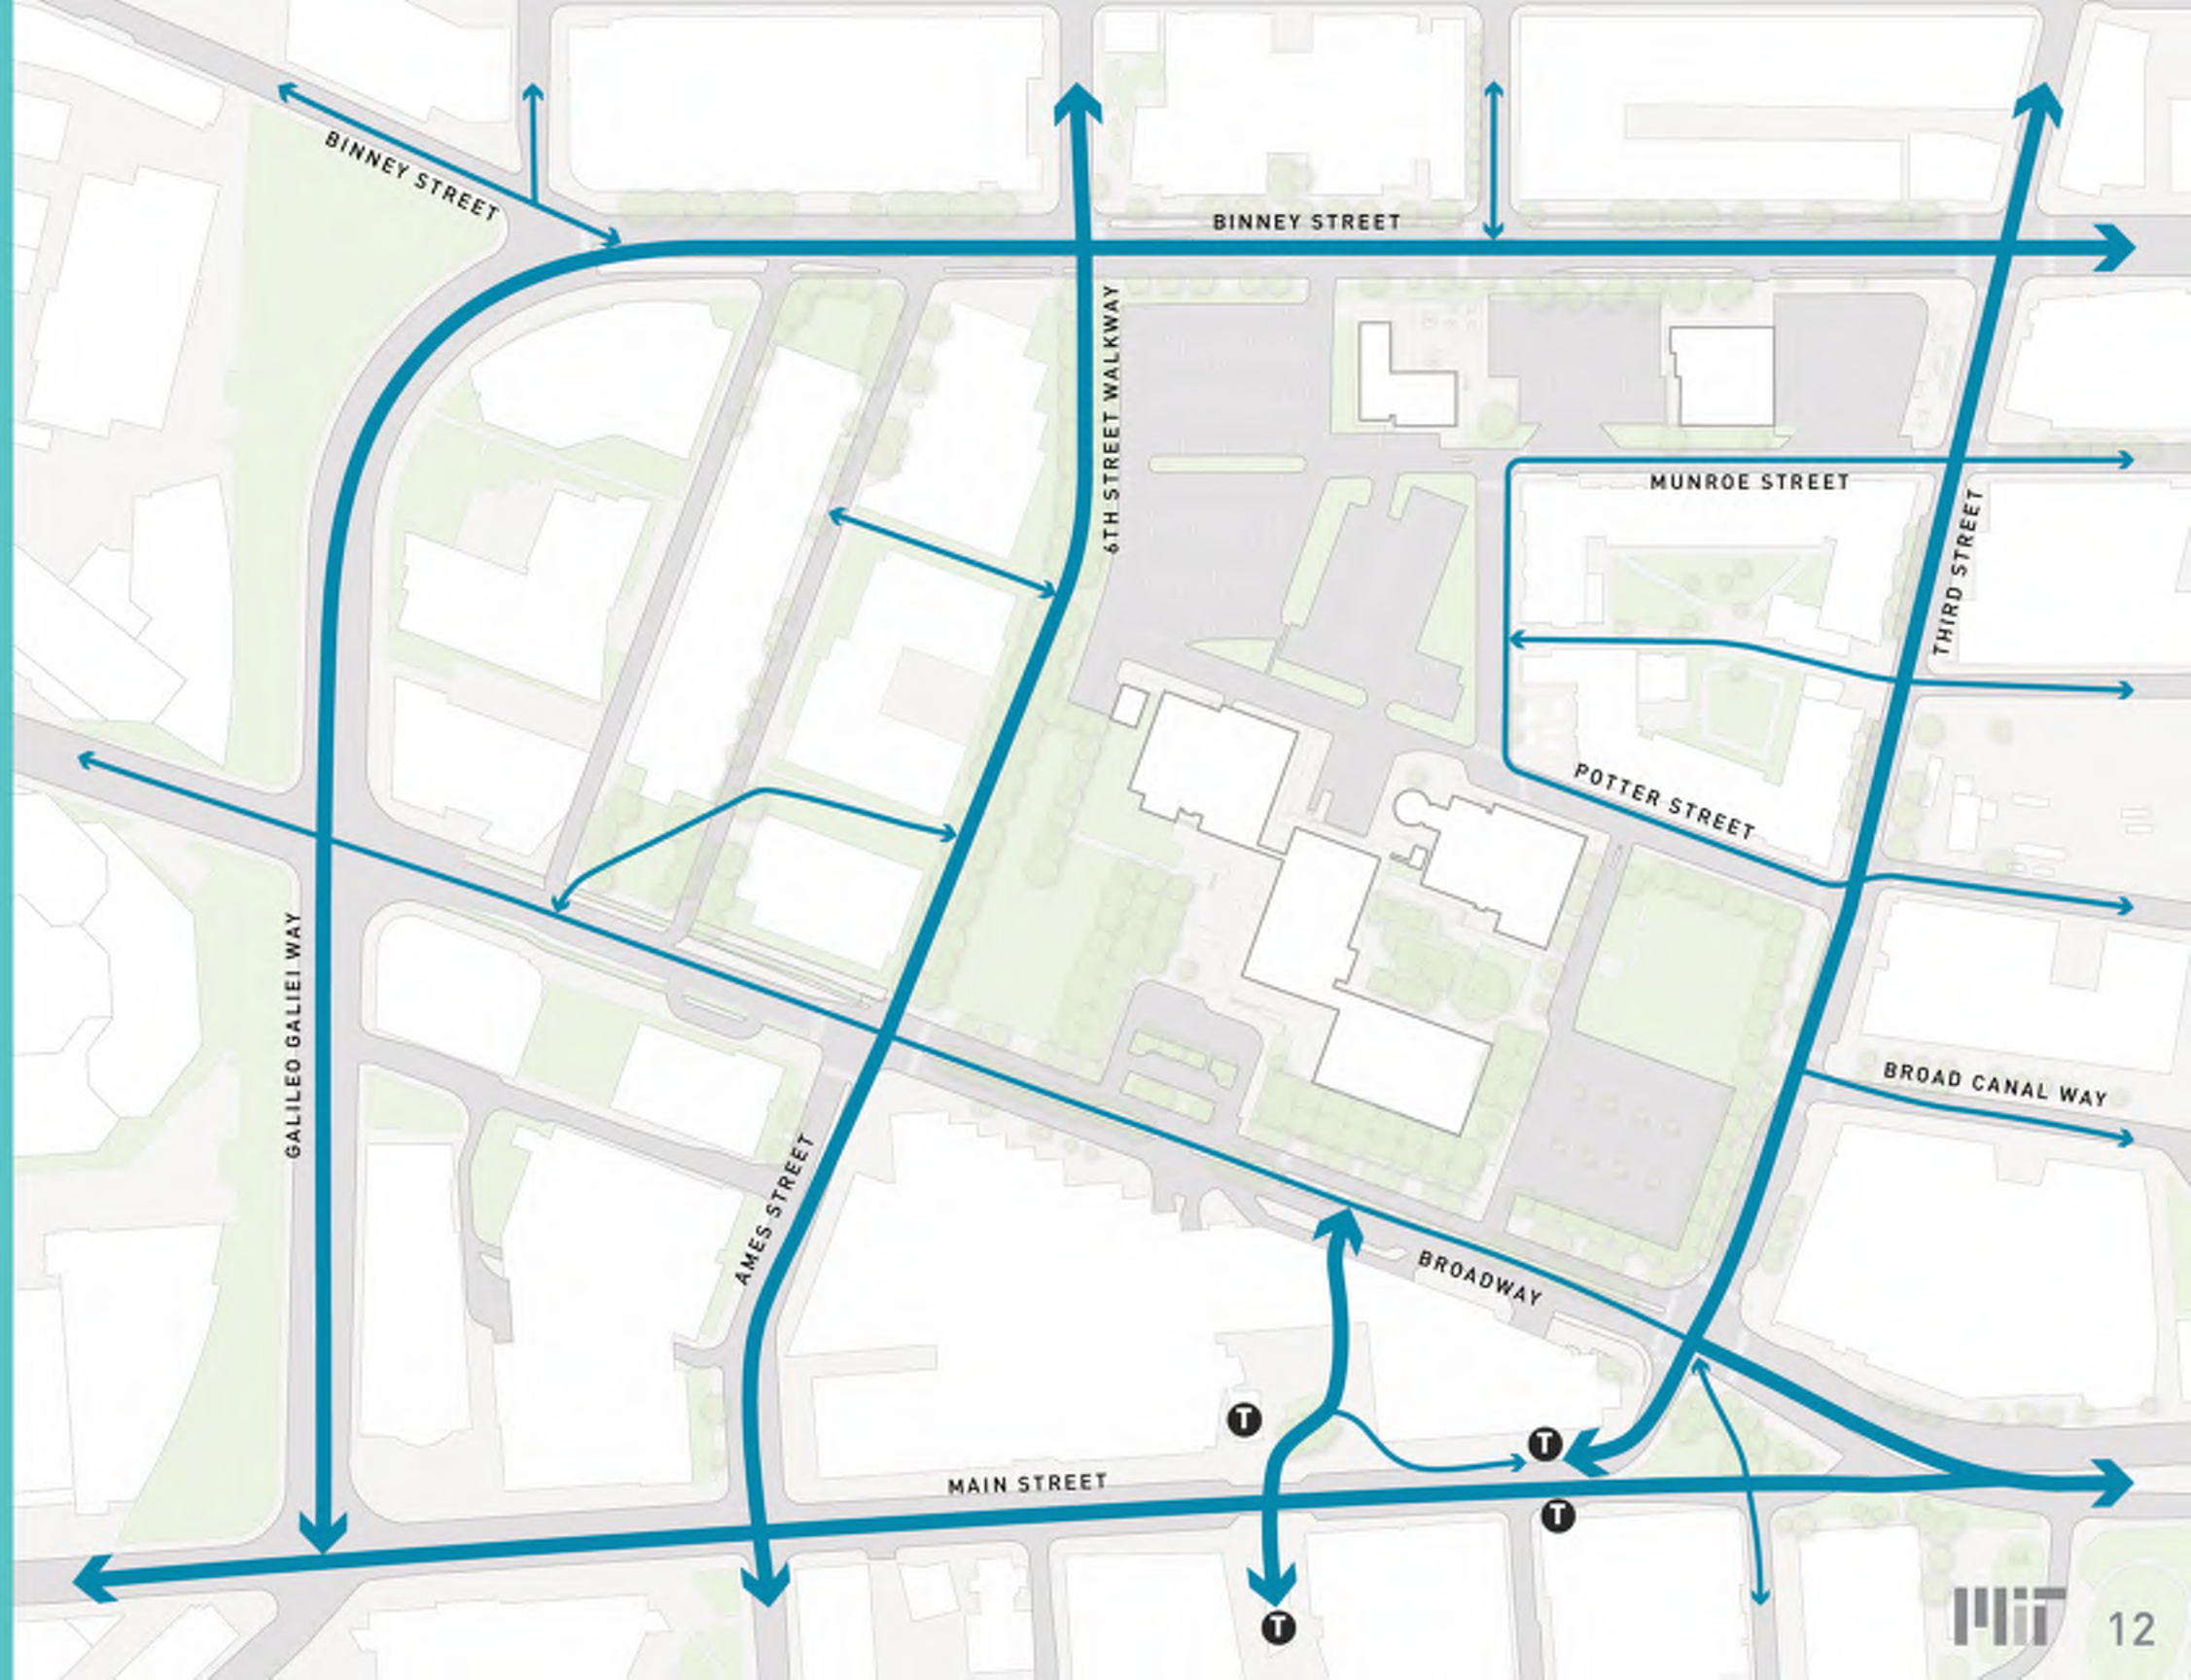 BINNEY STREET
BINNEY STREET
6TH STREET WALKWAY
MUNROE STREET
THIRD STREET
POTTER STREET
GALILEO GALIEI WAY
BROAD CANAL WAY
AMES STREET
BROADWAY
T
T
MAIN STREET
T
T
MIT
12